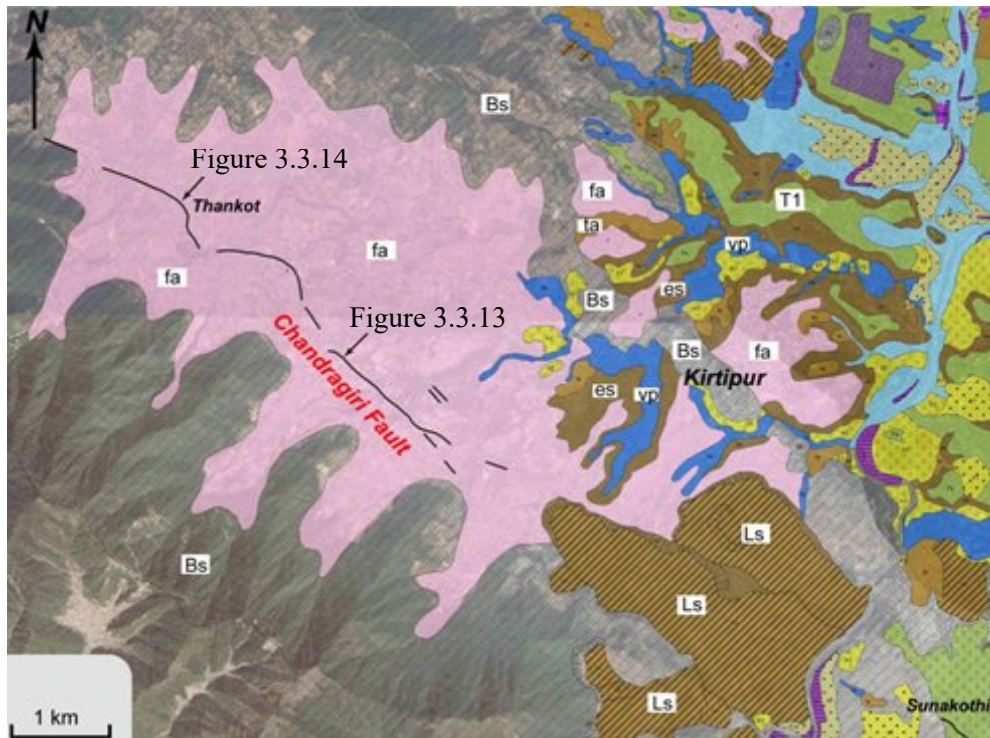 N
Bs
Figure 3.3.14
Thankot
fa
T1
ta
fa
vp
fa
es
Bs
Figure 3.3.13
Bs
fa
Kirtipur
Chandragiri Fault
es
vp
Ls
Bs
Ls
Ls
Sunakothi
1 km